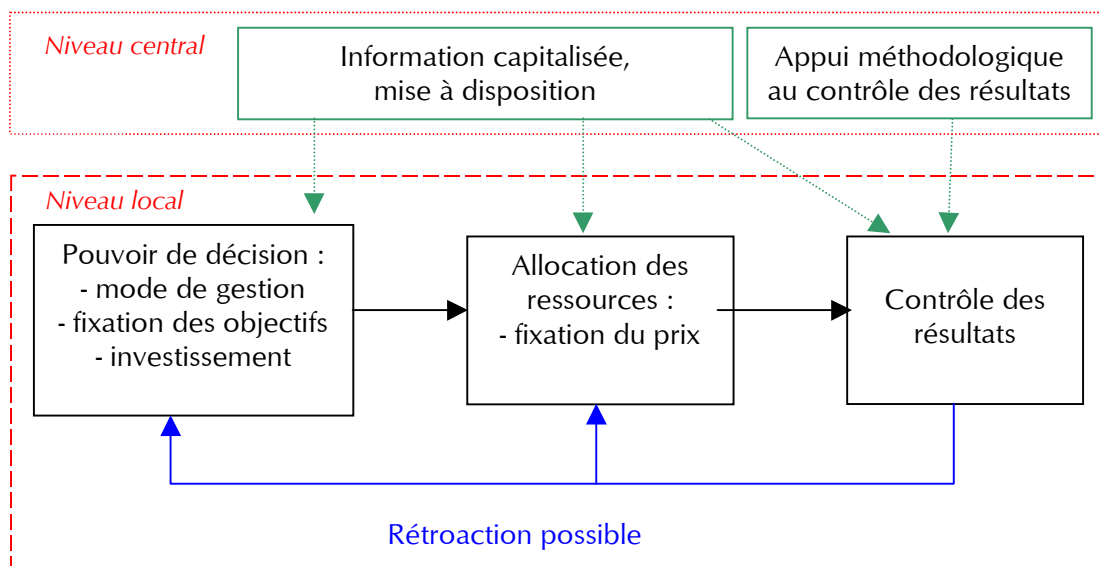 Niveau central
Information capitalisée,
mise à disposition
Appui méthodologique
au contrôle des résultats
Niveau local
Pouvoir de décision :
- mode de gestion
- fixation des objectifs
- investissement
Allocation des
ressources :
- fixation du prix
Contrôle des
résultats
Rétroaction possible